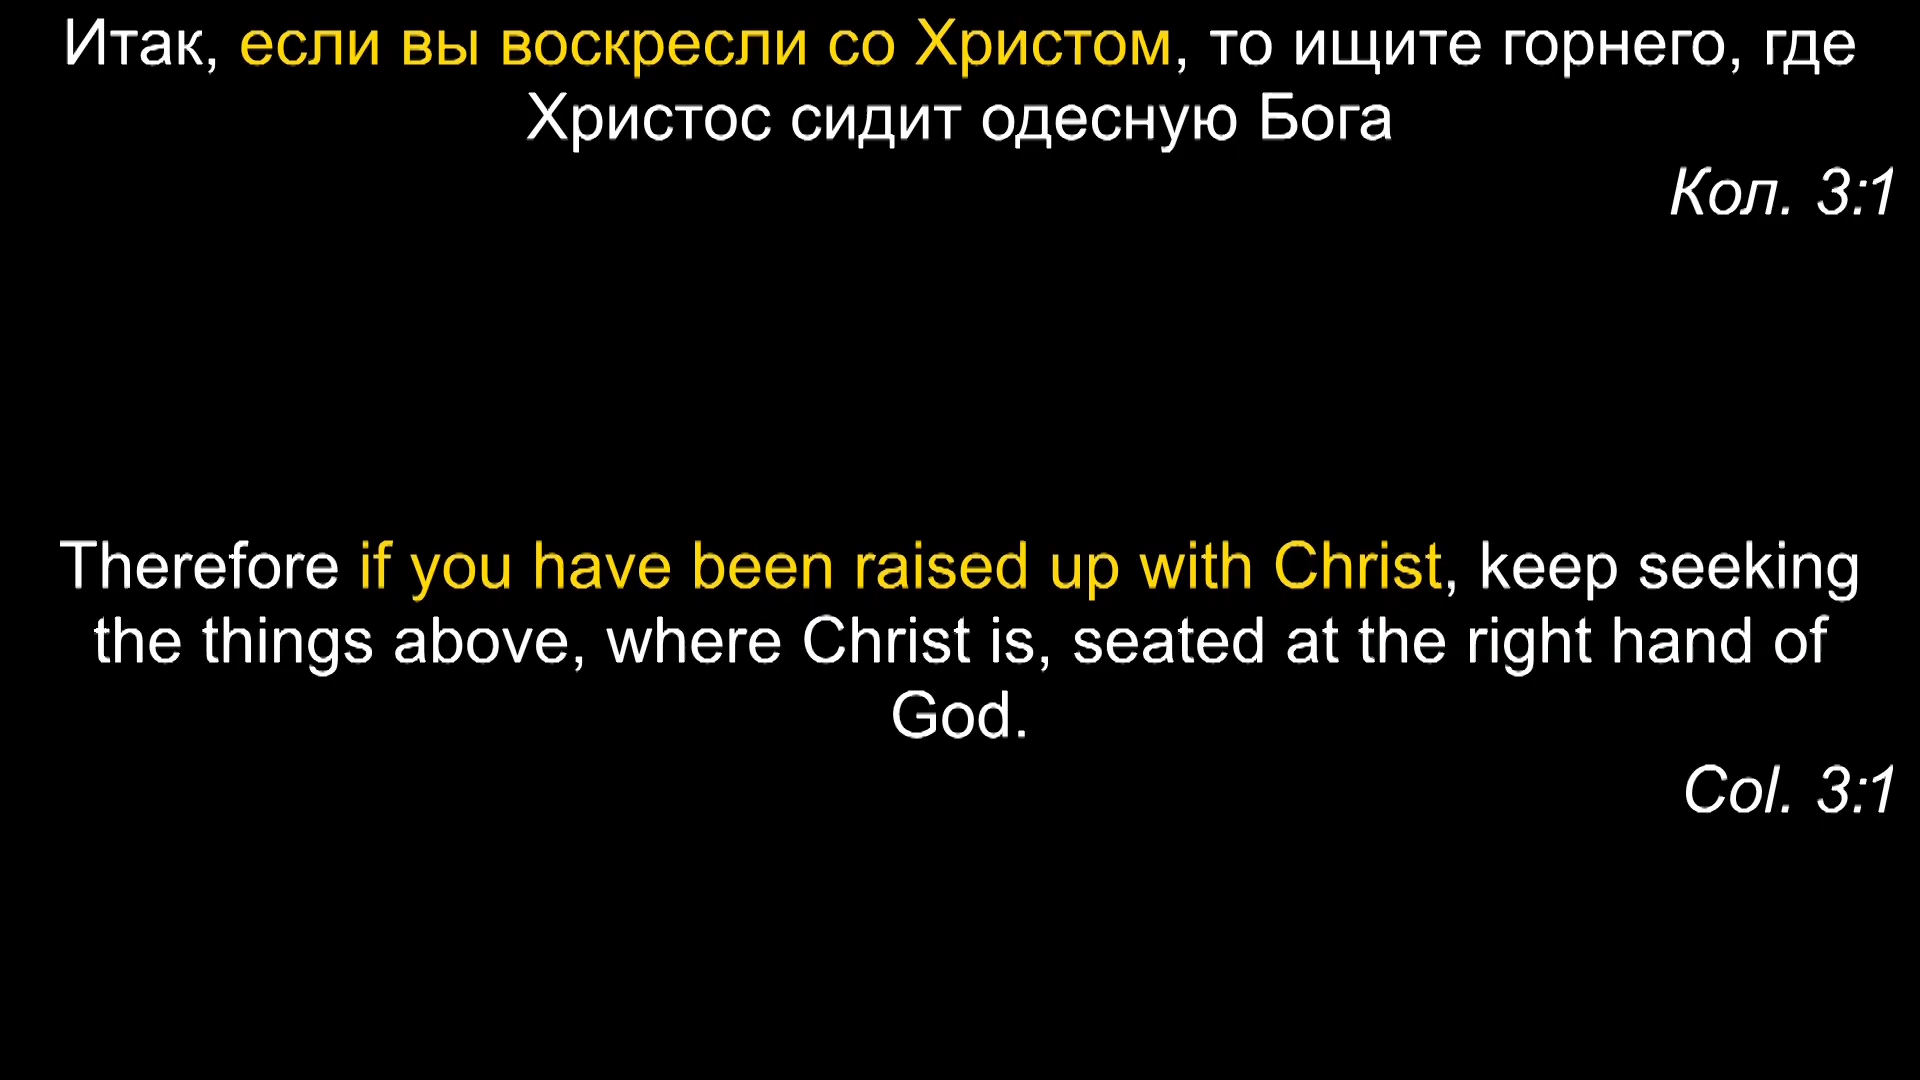 Итак, если вы воскресли со Христом, то ищите горнего, где
Христос сидит одесную Бога
Кол. 3:1
Therefore if you have been raised up with Christ, keep seeking
the things above, where Christ is, seated at the right hand of
God.
Col. 3:1